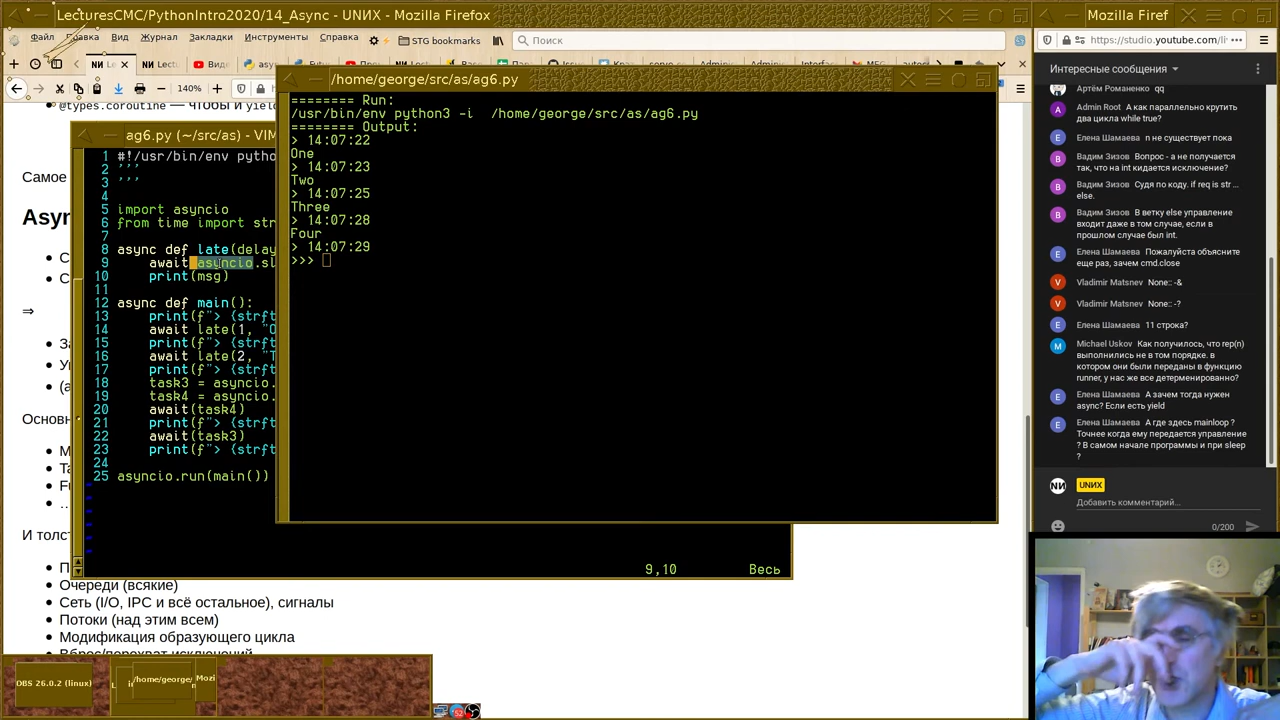 LecturesCMC/PythonIntro2020/14_Async - UNИX - Mozilla Firefox
Mozilla Firef
Файл Правка Вид Журнал Закладки Инструменты Справка
STG bookmarks
Поиск
https://studio.youtube.com/li
140%
/home/george/src/as/ag6.py
======== Run:
/usr/bin/env python3 -i  /home/george/src/as/ag6.py
======== Output:
> 14:07:22
One
> 14:07:23
Two
> 14:07:25
Three
> 14:07:28
Four
> 14:07:29
>>>
@types.coroutine — чтобы и yiel
Самое
Asyn
⇒
Основн
И толст
Очереди (всякие)
Сеть (I/O, IPC и всё остальное), сигналы
Потоки (над этим всем)
Модификация образующего цикла
Вброс/перехват исключений
ag6.py (~/src/as) - VIM
1 #!/usr/bin/env pytho
2 '''
3 '''
4
5 import asyncio
6 from time import str
7
8 async def late(delay
9     await asyncio.sl
10     print(msg)
11
12 async def main():
13     print(f"> {strft
14     await late(1, "O
15     print(f"> {strft
16     await late(2, "T
17     print(f"> {strft
18     task3 = asyncio.
19     task4 = asyncio.
20     await(task4)
21     print(f"> {strft
22     await(task3)
23     print(f"> {strft
24
25 asyncio.run(main())
9,10
Весь
Интересные сообщения
Артём Романенко qq
Admin Root А как параллельно крутить
два цикла while true?
Елена Шамаева n не существует пока
Вадим Зизов Вопрос - а не получается
так, что на int кидается исключение?
Вадим Зизов Судя по коду. if req is str ...
else.
Вадим Зизов В ветку else управление
входит даже в том случае, если в
прошлом случае был int.
Елена Шамаева Пожалуйста объясните
еще раз, зачем cmd.close
Vladimir Matsnev None:: -&
Vladimir Matsnev None:: -?
Елена Шамаева 11 строка?
Michael Uskov Как получилось, что rep(n)
выполнились не в том порядке. в
котором они были переданы в функцию
runner, у нас же все детерменированно?
Елена Шамаева А зачем тогда нужен
async? Если есть yield
Елена Шамаева А где здесь mainloop ?
Точнее когда ему передается управление
? В самом начале программы и при sleep
?
UNИX
Добавить комментарий...
0/200
OBS 26.0.2 (linux)
/home/george/
Mozi
52